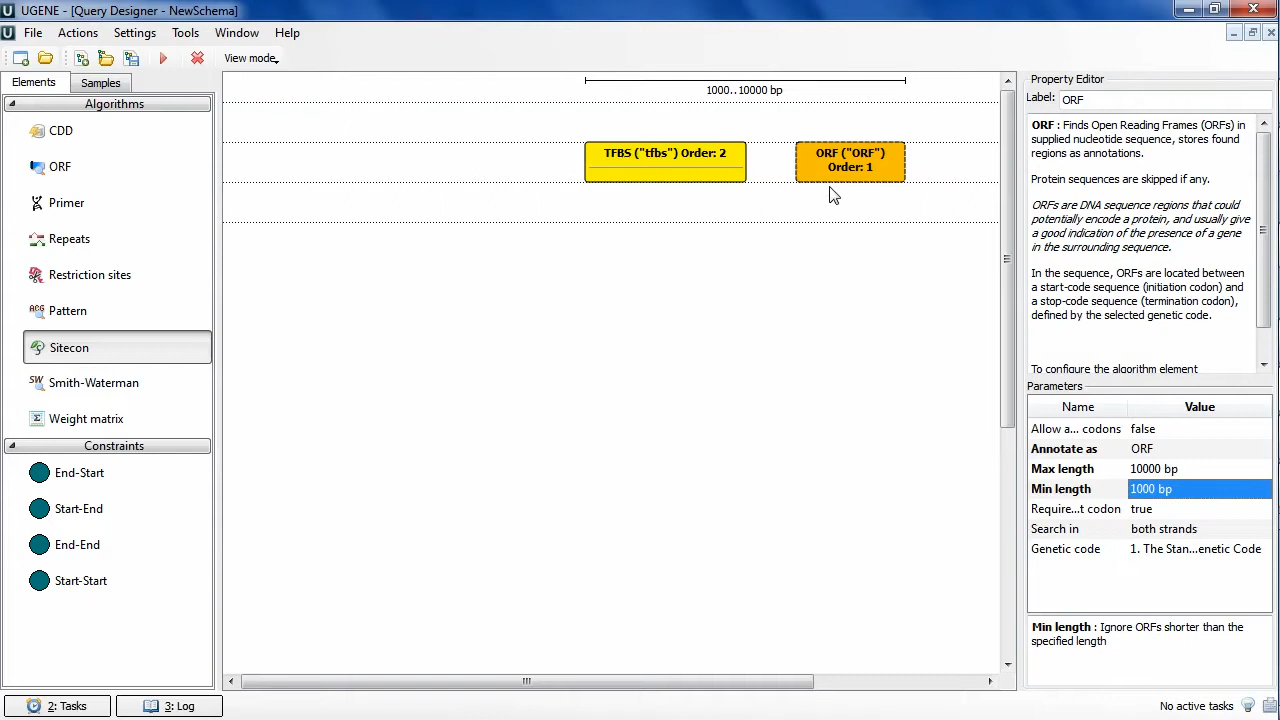 UGENE - [Query Designer - NewSchema]
File Actions Settings Tools Window Help
View mode
Elements Samples
Algorithms
CDD
ORF
Primer
Repeats
Restriction sites
Pattern
Sitecon
SW Smith-Waterman
Weight matrix
Constraints
End-Start
Start-End
End-End
Start-Start
1000..10000 bp
TFBS ("tfbs") Order: 2
ORF ("ORF")
Order: 1
Property Editor
Label: ORF
ORF : Finds Open Reading Frames (ORFs) in
supplied nucleotide sequence, stores found
regions as annotations.
Protein sequences are skipped if any.
ORFs are DNA sequence regions that could
potentially encode a protein, and usually give
a good indication of the presence of a gene
in the surrounding sequence.
In the sequence, ORFs are located between
a start-code sequence (initiation codon) and
a stop-code sequence (termination codon),
defined by the selected genetic code.
To configure the algorithm element
Parameters
Name Value
Allow a... codons false
Annotate as ORF
Max length 10000 bp
Min length 1000 bp
Require...t codon true
Search in both strands
Genetic code 1. The Stan...enetic Code
Min length : Ignore ORFs shorter than the
specified length
2: Tasks 3: Log No active tasks